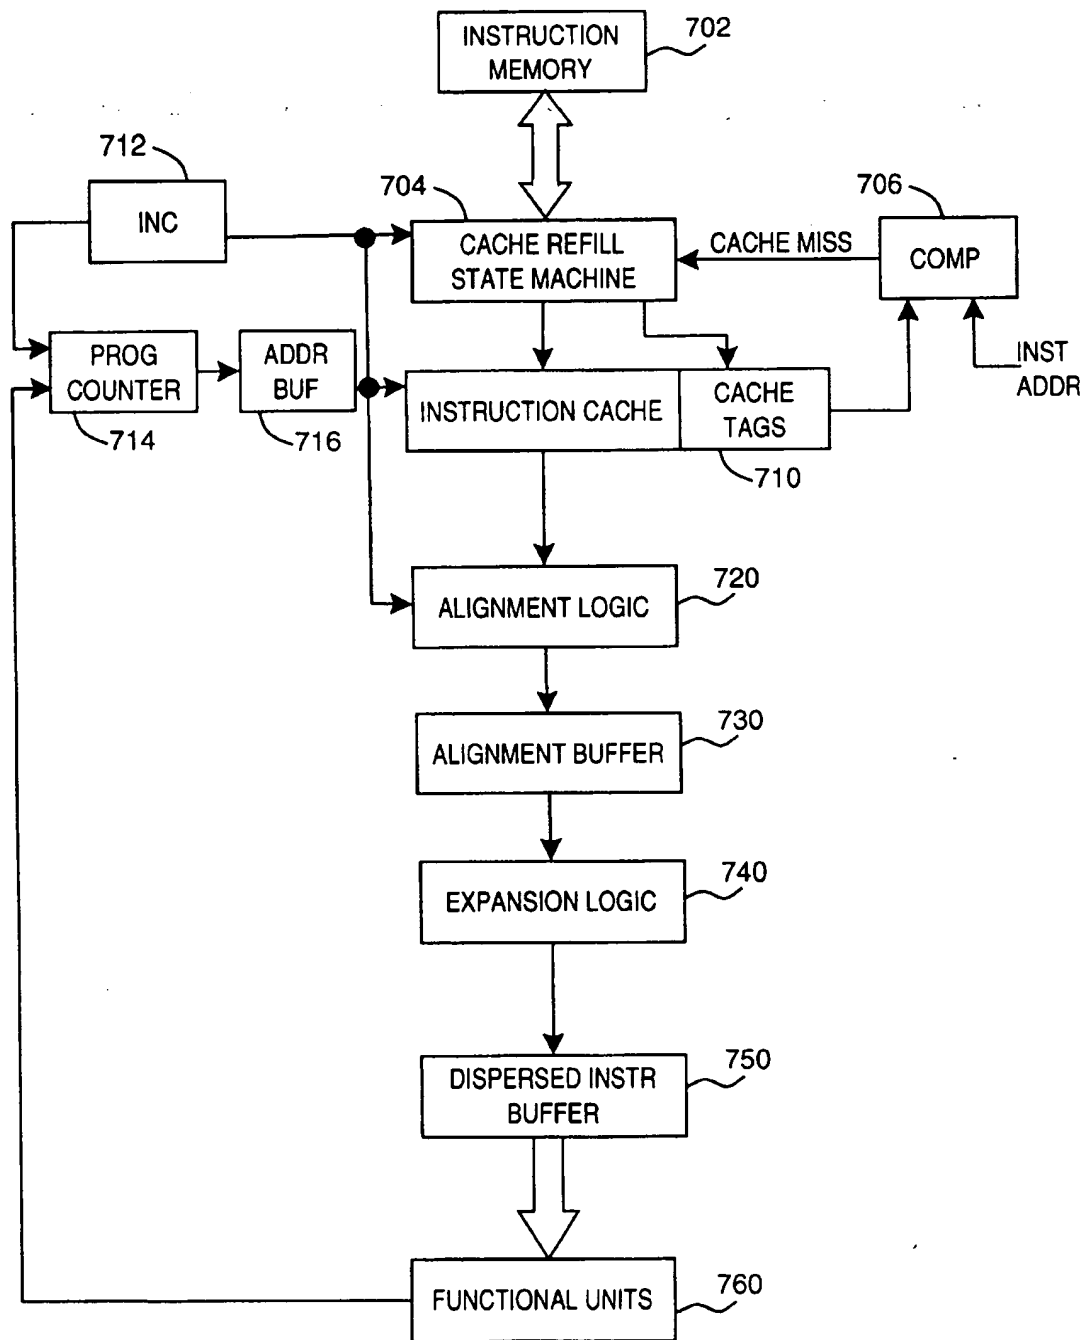 INSTRUCTION
MEMORY
702
712
INC
704
CACHE REFILL
STATE MACHINE
CACHE MISS
706
COMP
INST
ADDR
PROG
COUNTER
714
ADDR
BUF
716
INSTRUCTION CACHE
CACHE
TAGS
710
ALIGNMENT LOGIC
720
ALIGNMENT BUFFER
730
EXPANSION LOGIC
740
DISPERSED INSTR
BUFFER
750
FUNCTIONAL UNITS
760